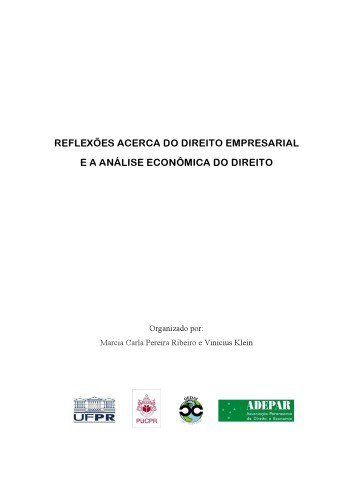 REFLEXÕES ACERCA DO DIREITO EMPRESARIAL
E A ANÁLISE ECONÔMICA DO DIREITO
Organizado por:
Marcia Carla Pereira Ribeiro e Vinicius Klein
UFPR
PUCPR
ADEPAR
Associação Paranaense
de Direito e Economia